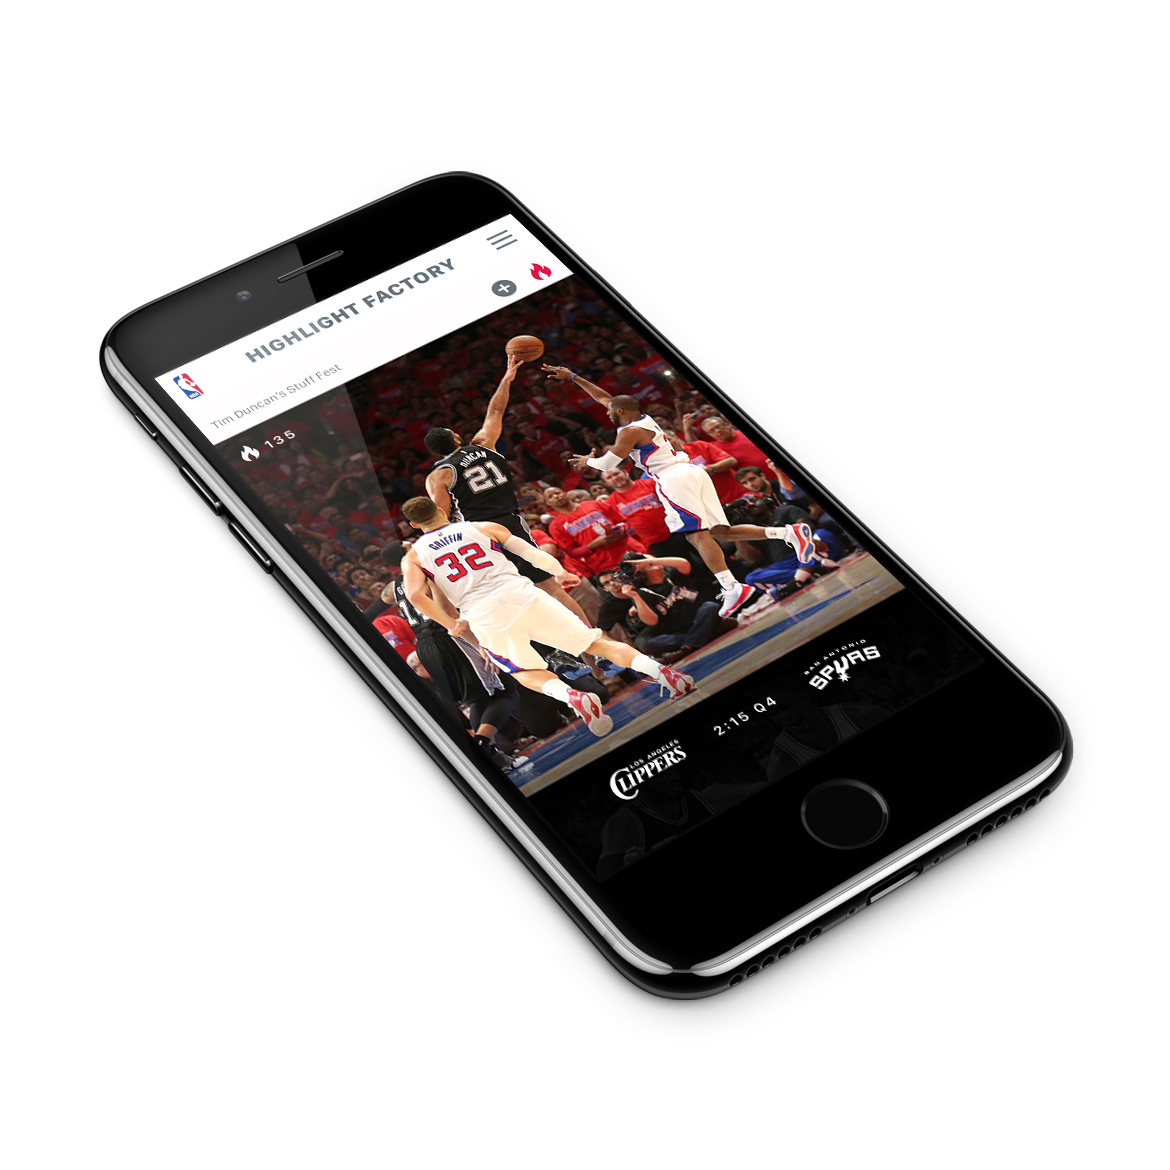 HIGHLIGHT FACTORY
Tim Duncan's Stuff Fest
135
DUNCAN
21
GRIFFIN
32
LOS ANGELES
CLIPPERS
2:15 Q4
SAN ANTONIO
SPURS